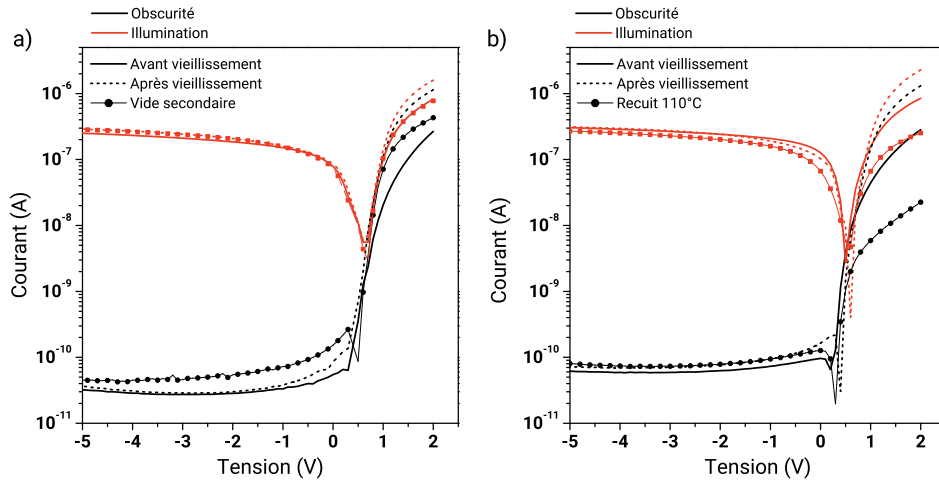 a)
Obscurité
Illumination
Avant vieillissement
Après vieillissement
Vide secondaire
Courant (A)
10⁻⁶
10⁻⁷
10⁻⁸
10⁻⁹
10⁻¹⁰
10⁻¹¹
-5 -4 -3 -2 -1 0 1 2
Tension (V)
b)
Obscurité
Illumination
Avant vieillissement
Après vieillissement
Recuit 110°C
Courant (A)
10⁻⁶
10⁻⁷
10⁻⁸
10⁻⁹
10⁻¹⁰
10⁻¹¹
-5 -4 -3 -2 -1 0 1 2
Tension (V)